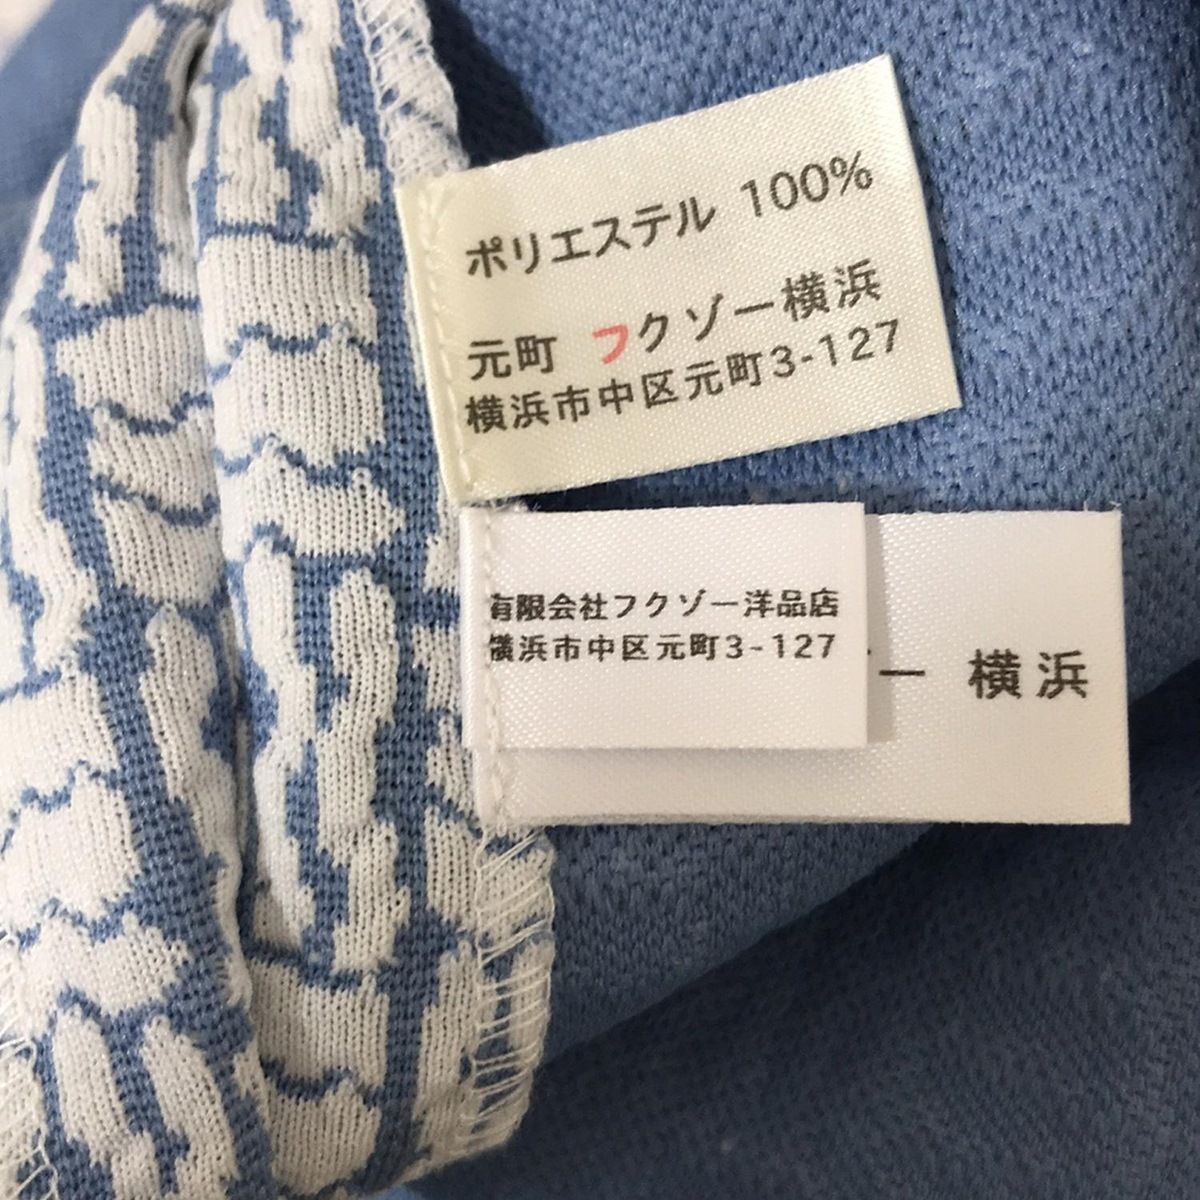 ポリエステル 100%
元町 フクゾー横浜
横浜市中区元町3-127
有限会社フクゾー洋品店
横浜市中区元町3-127
ー 横浜